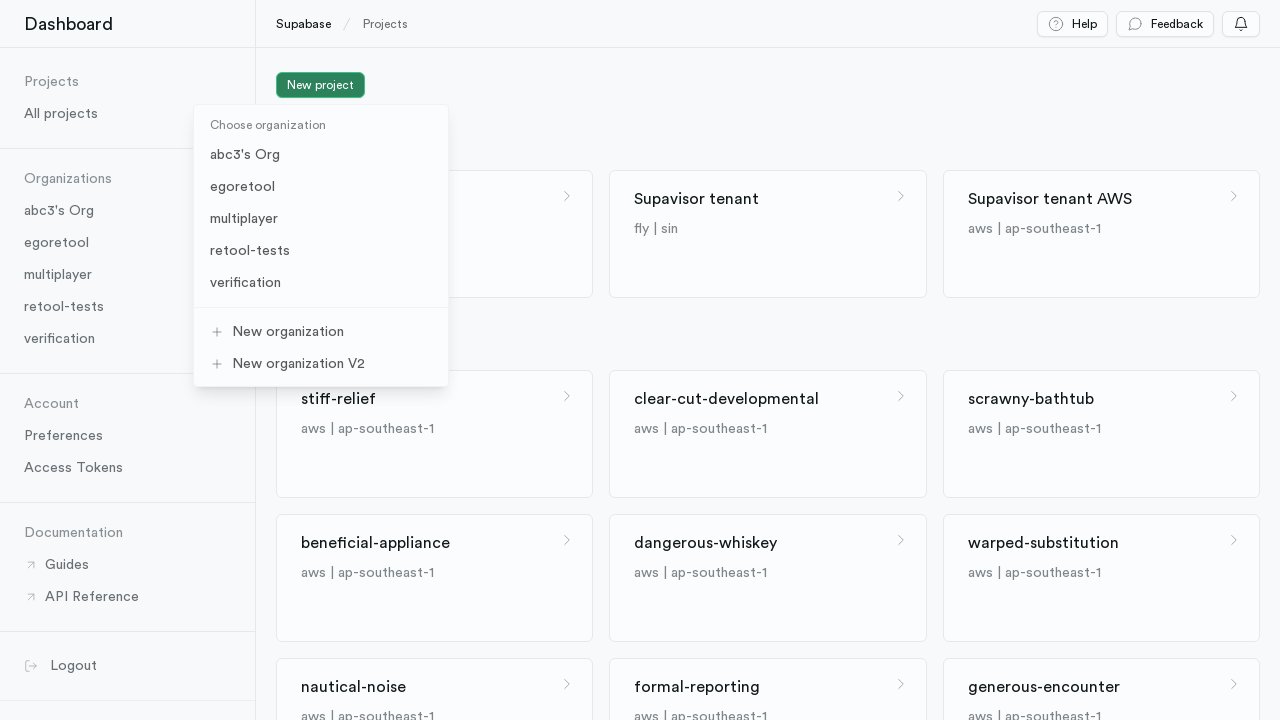 Dashboard
Supabase / Projects
Help
Feedback
Projects
All projects
Organizations
abc3's Org
egoretool
multiplayer
retool-tests
verification
Account
Preferences
Access Tokens
Documentation
Guides
API Reference
Logout
New project
Choose organization
abc3's Org
egoretool
multiplayer
retool-tests
verification
New organization
New organization V2
Supavisor tenant
fly | sin
Supavisor tenant AWS
aws | ap-southeast-1
stiff-relief
aws | ap-southeast-1
clear-cut-developmental
aws | ap-southeast-1
scrawny-bathtub
aws | ap-southeast-1
beneficial-appliance
aws | ap-southeast-1
dangerous-whiskey
aws | ap-southeast-1
warped-substitution
aws | ap-southeast-1
nautical-noise
aws | ap-southeast-1
formal-reporting
aws | ap-southeast-1
generous-encounter
aws | ap-southeast-1